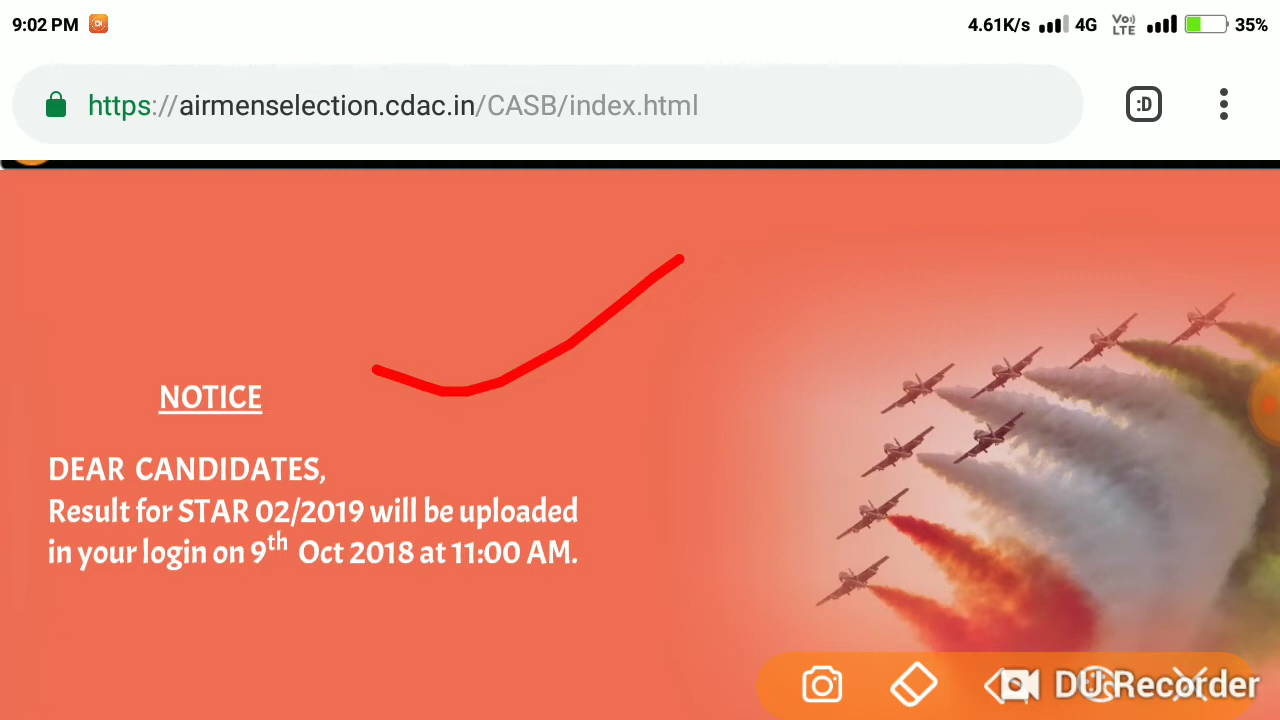 9:02 PM
4.61K/s 4G Vo)) LTE 35%
https://airmenselection.cdac.in/CASB/index.html
:D
NOTICE
DEAR CANDIDATES,
Result for STAR 02/2019 will be uploaded
in your login on 9th Oct 2018 at 11:00 AM.
DU Recorder